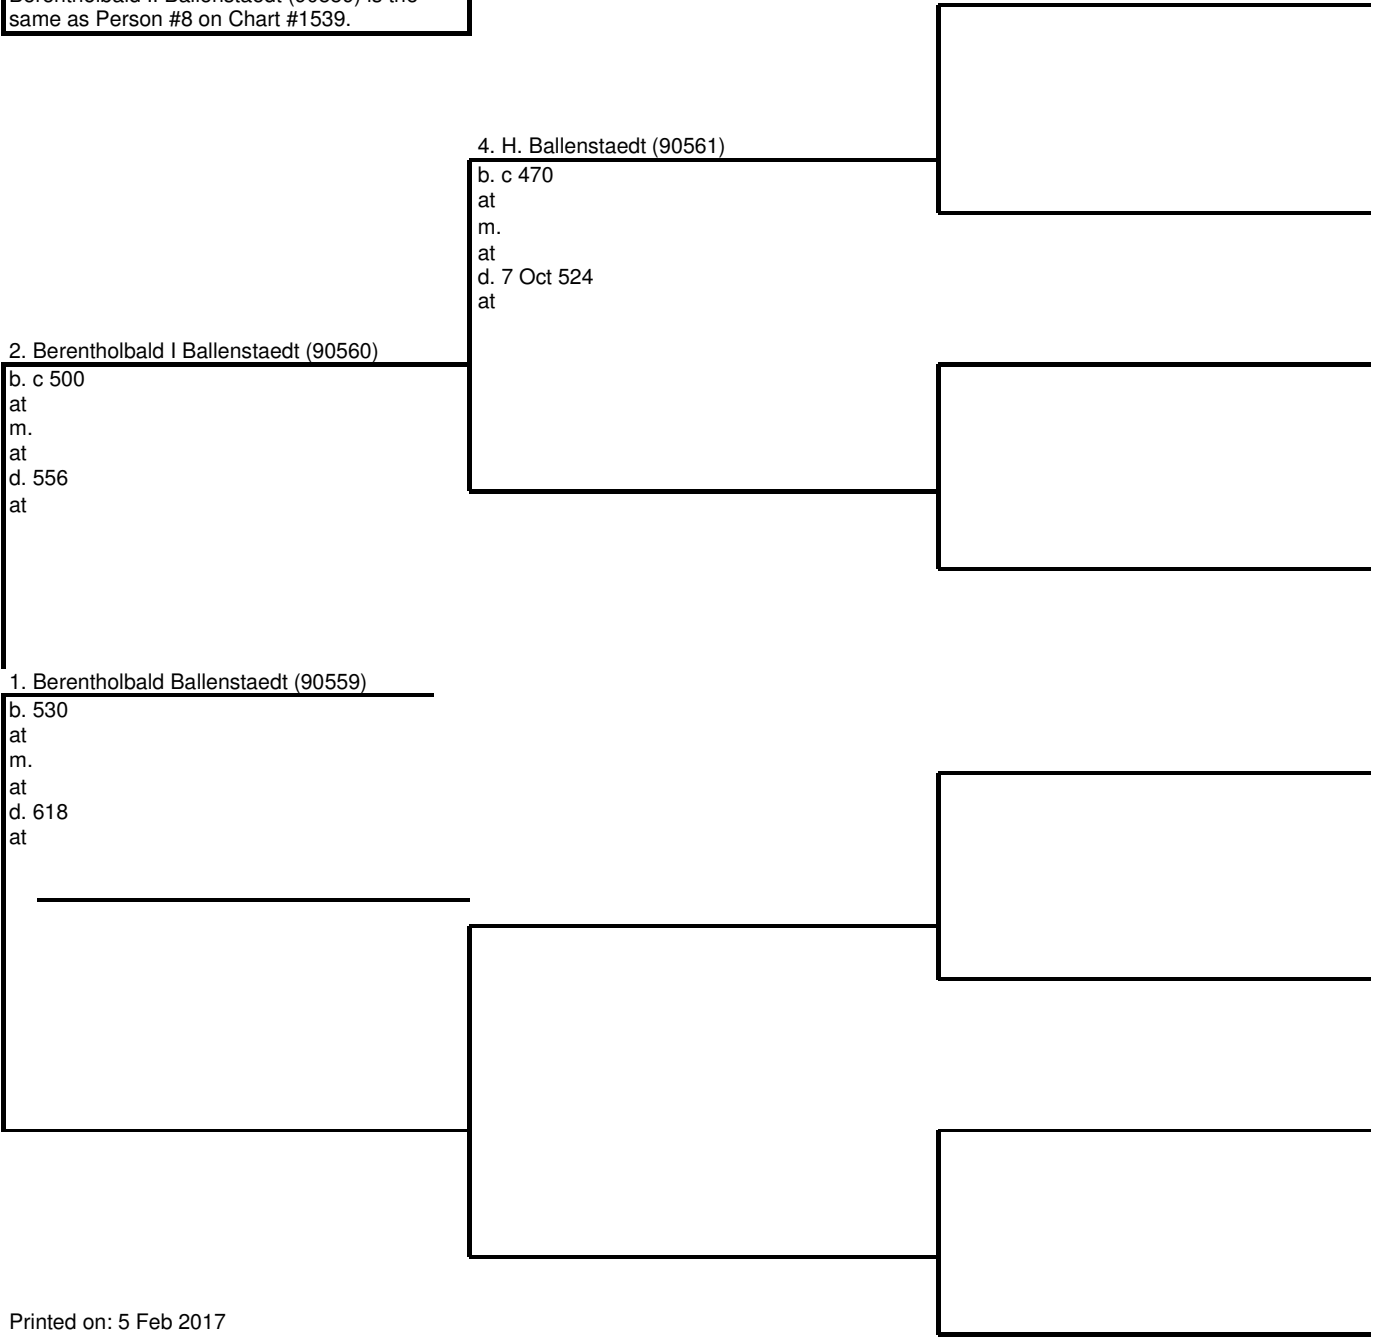 same as Person #8 on Chart #1539.
4. H. Ballenstaedt (90561)
b. c 470
at
m.
at
d. 7 Oct 524
at
2. Berentholbald I Ballenstaedt (90560)
b. c 500
at
m.
at
d. 556
at
1. Berentholbald Ballenstaedt (90559)
b. 530
at
m.
at
d. 618
at
Printed on: 5 Feb 2017